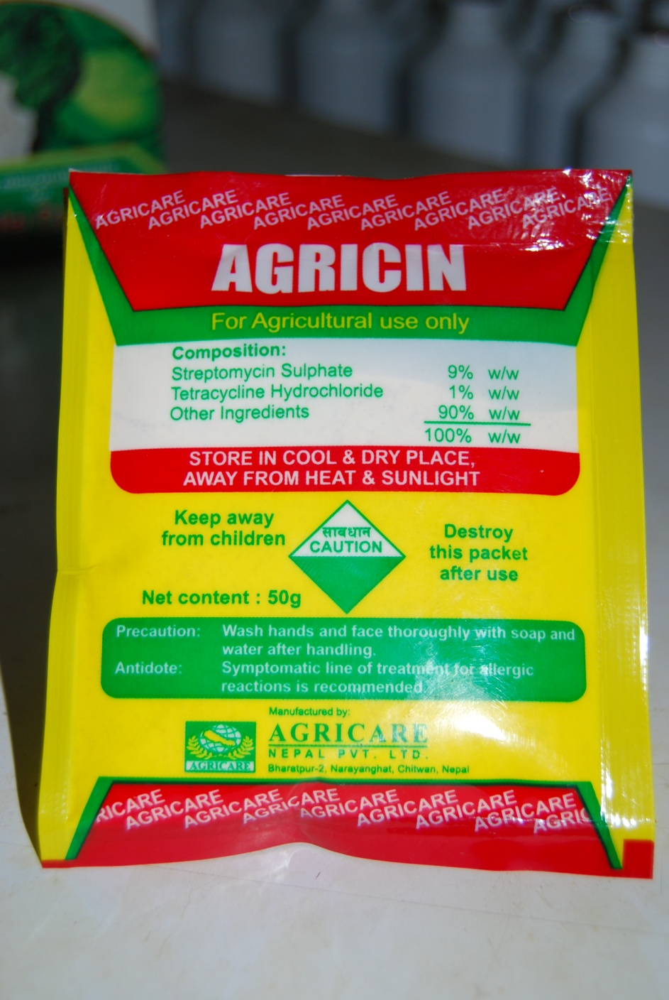 AGRICARE AGRICARE AGRICARE AGRICARE AGRICARE AGRICARE AGRICARE AGRICARE AGRICARE
AGRICIN
For Agricultural use only
Composition:
Streptomycin Sulphate 9% w/w
Tetracycline Hydrochloride 1% w/w
Other Ingredients 90% w/w
100% w/w
STORE IN COOL & DRY PLACE,
AWAY FROM HEAT & SUNLIGHT
Keep away
from children
सावधान
CAUTION
Destroy
this packet
after use
Net content : 50g
Precaution: Wash hands and face thoroughly with soap and
water after handling.
Antidote: Symptomatic line of treatment for allergic
reactions is recommended.
Manufactured by:
AGRICARE
NEPAL PVT. LTD.
Bharatpur-2, Narayanghat, Chitwan, Nepal
AGRICARE
RICARE AGRICARE AGRICARE AGRICARE AGRICARE AGRICARE AGRICARE AGRICARE AGRIC